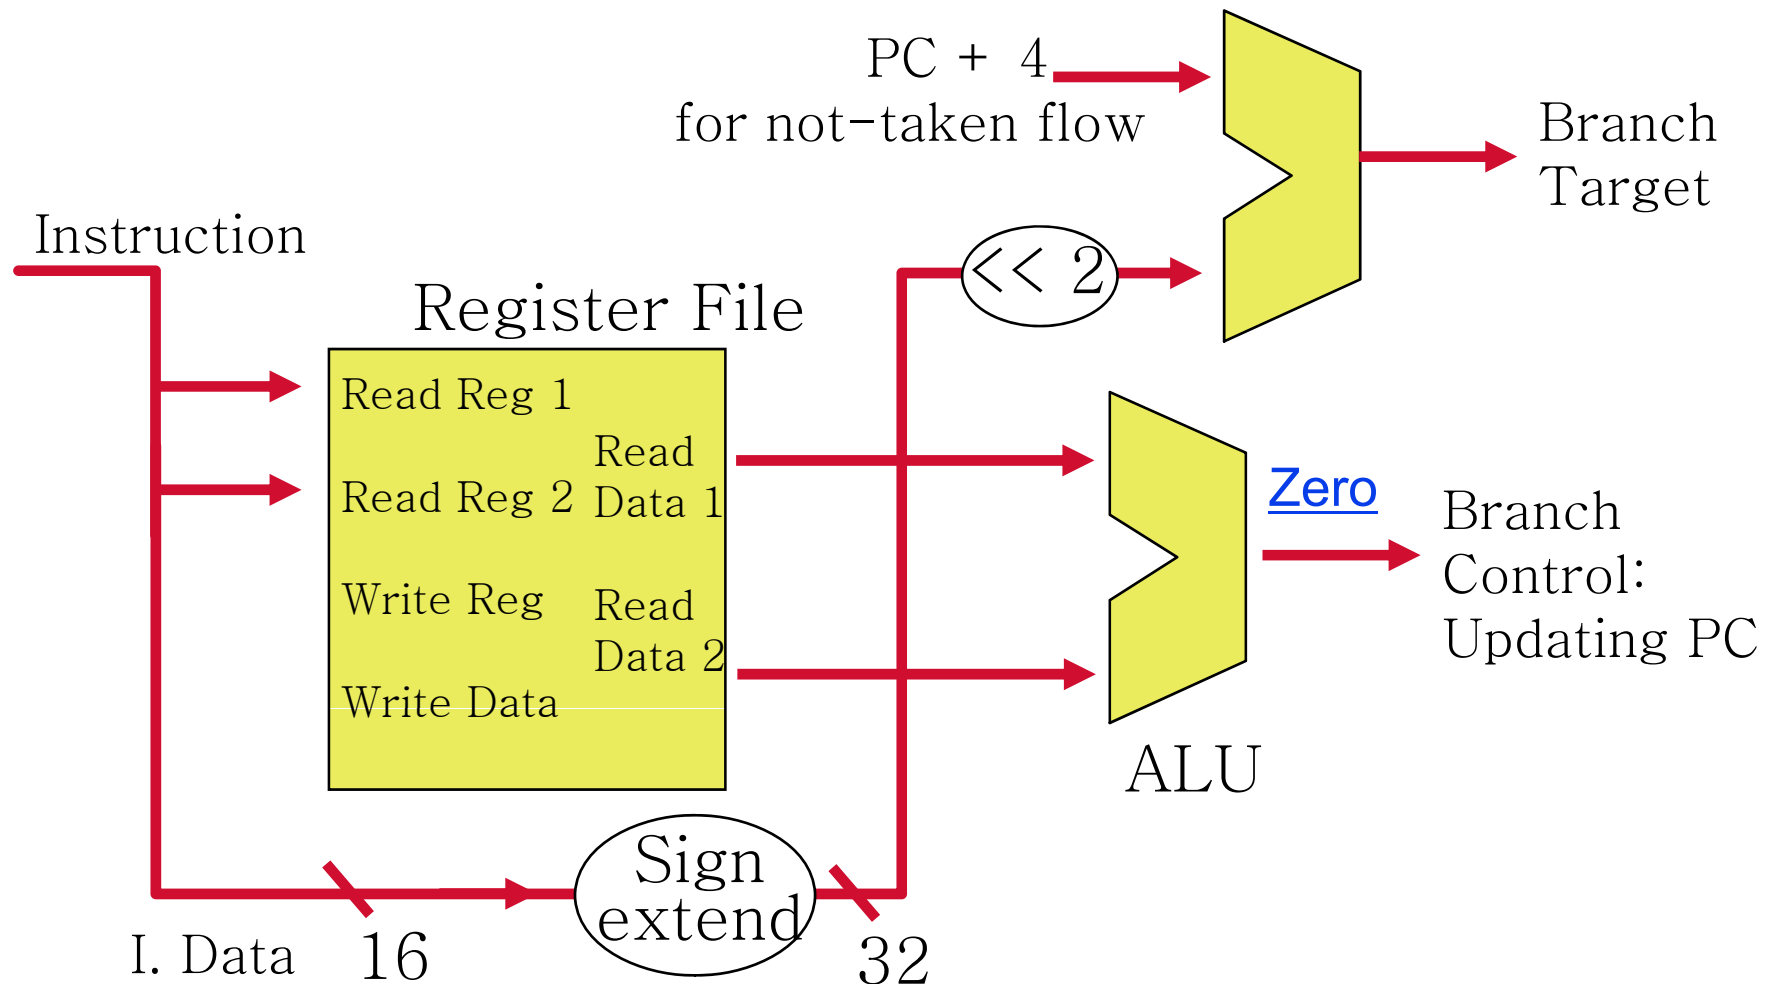 PC + 4
for not-taken flow
Branch
Target
Instruction
<< 2
Register File
Read Reg 1
Read
Data 1
Read Reg 2
Zero
Branch
Control:
Updating PC
Write Reg
Read
Data 2
Write Data
ALU
Sign
extend
I. Data
16
32